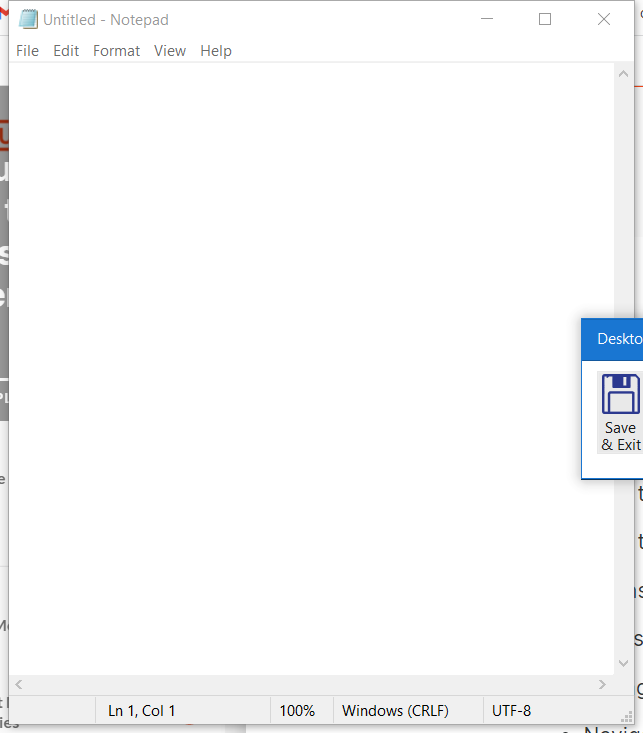 Untitled - Notepad
File Edit Format View Help
Deskto
Save
& Exit
Ln 1, Col 1 100% Windows (CRLF) UTF-8